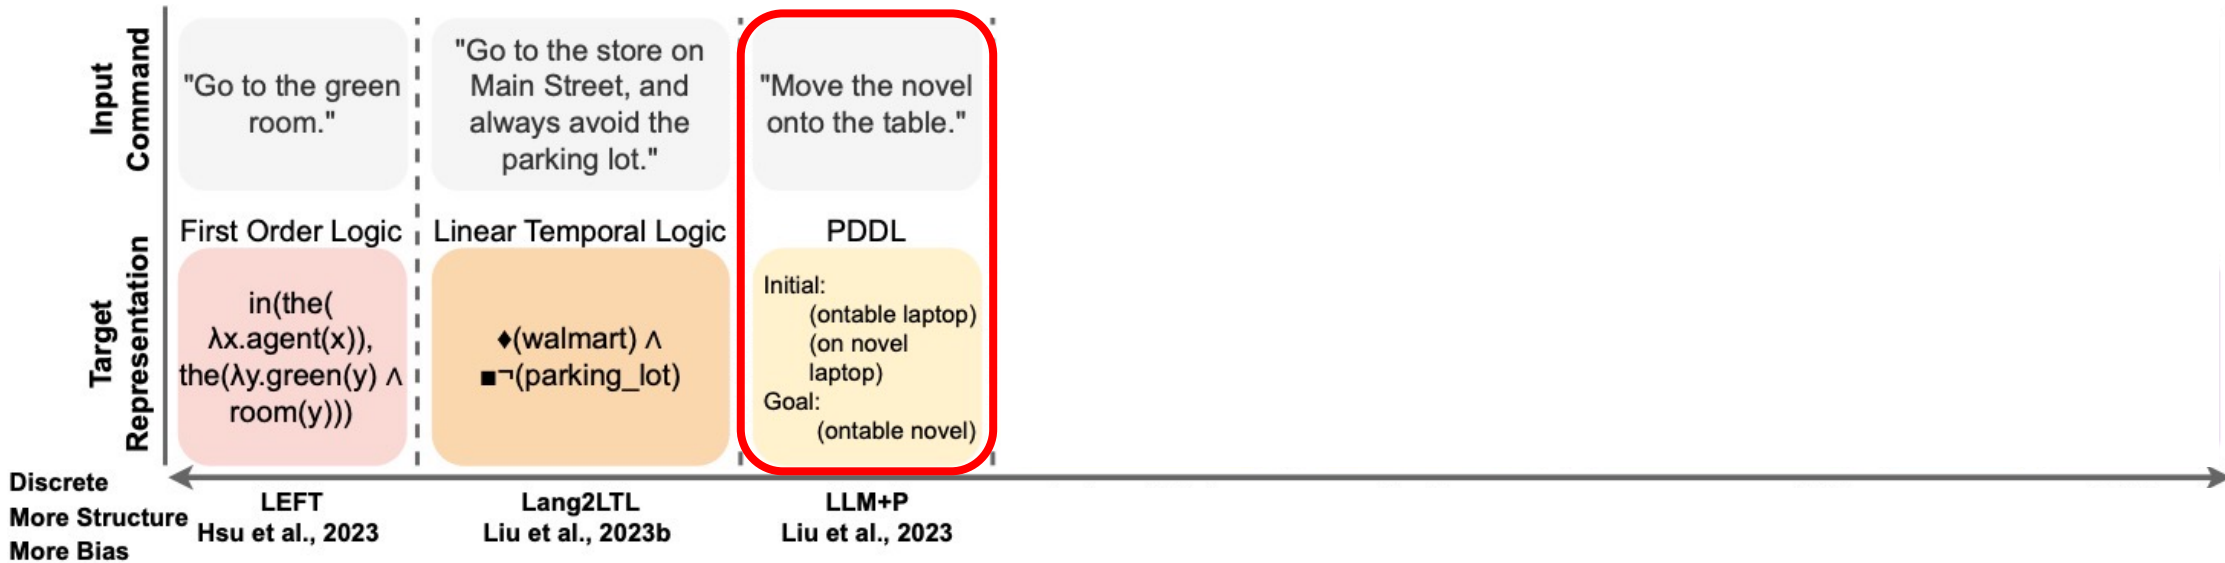 Input
Command
"Go to the green
room."
"Go to the store on
Main Street, and
always avoid the
parking lot."
"Move the novel
onto the table."
Target
Representation
First Order Logic
in(the(
λx.agent(x)),
the(λy.green(y) ∧
room(y)))
Linear Temporal Logic
♦(walmart) ∧
■¬(parking_lot)
PDDL
Initial:
(ontable laptop)
(on novel
laptop)
Goal:
(ontable novel)
Discrete
More Structure
More Bias
LEFT
Hsu et al., 2023
Lang2LTL
Liu et al., 2023b
LLM+P
Liu et al., 2023